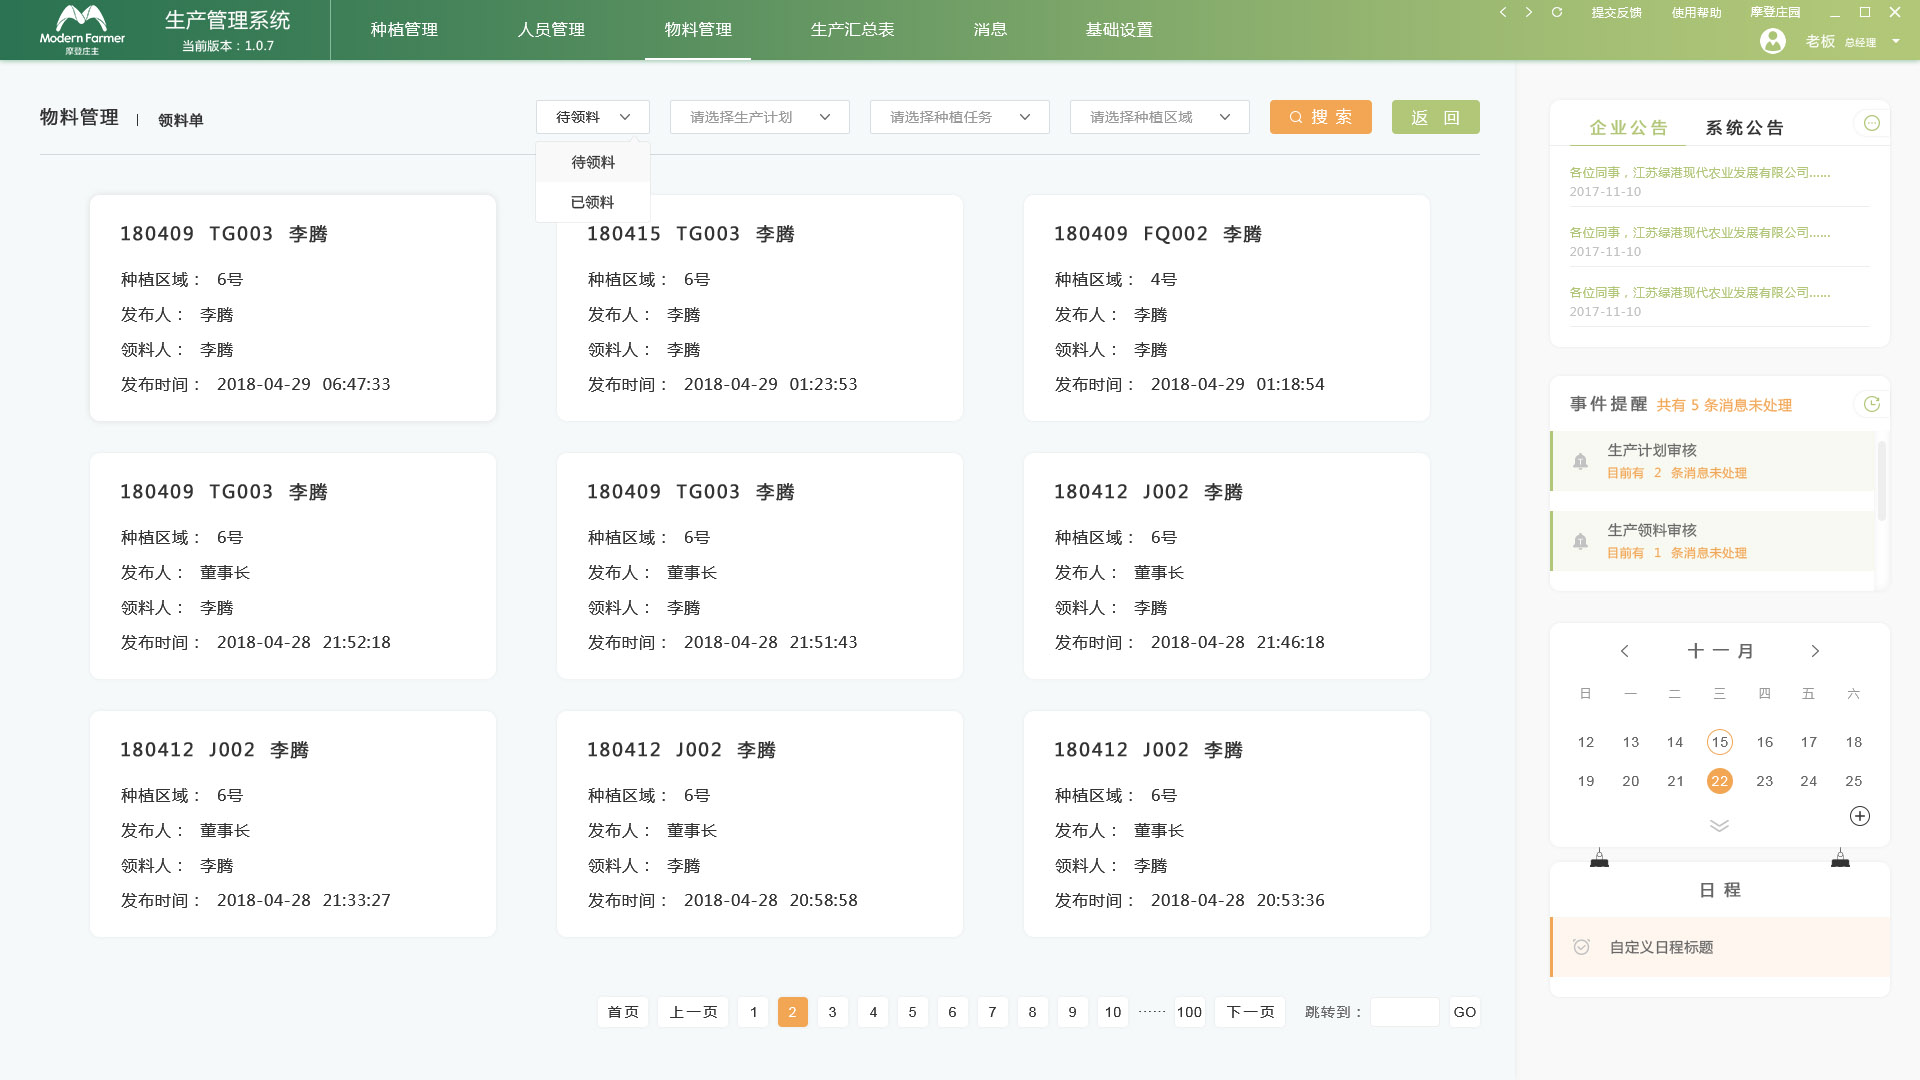 Modern Farmer
摩登庄主
生产管理系统
当前版本：1.0.7
种植管理
人员管理
物料管理
生产汇总表
消息
基础设置
提交反馈
使用帮助
摩登庄园
老板 总经理
物料管理 | 领料单
待领料
请选择生产计划
请选择种植任务
请选择种植区域
搜 索
返 回
待领料
已领料
180409 TG003 李腾
种植区域： 6号
发布人： 李腾
领料人： 李腾
发布时间： 2018-04-29 06:47:33
180415 TG003 李腾
种植区域： 6号
发布人： 李腾
领料人： 李腾
发布时间： 2018-04-29 01:23:53
180409 FQ002 李腾
种植区域： 4号
发布人： 李腾
领料人： 李腾
发布时间： 2018-04-29 01:18:54
180409 TG003 李腾
种植区域： 6号
发布人： 董事长
领料人： 李腾
发布时间： 2018-04-28 21:52:18
180409 TG003 李腾
种植区域： 6号
发布人： 董事长
领料人： 李腾
发布时间： 2018-04-28 21:51:43
180412 J002 李腾
种植区域： 6号
发布人： 董事长
领料人： 李腾
发布时间： 2018-04-28 21:46:18
180412 J002 李腾
种植区域： 6号
发布人： 董事长
领料人： 李腾
发布时间： 2018-04-28 21:33:27
180412 J002 李腾
种植区域： 6号
发布人： 董事长
领料人： 李腾
发布时间： 2018-04-28 20:58:58
180412 J002 李腾
种植区域： 6号
发布人： 董事长
领料人： 李腾
发布时间： 2018-04-28 20:53:36
首页 上一页 1 2 3 4 5 6 7 8 9 10 …… 100 下一页 跳转到： GO
企业公告 系统公告
各位同事，江苏绿港现代农业发展有限公司......
2017-11-10
各位同事，江苏绿港现代农业发展有限公司......
2017-11-10
各位同事，江苏绿港现代农业发展有限公司......
2017-11-10
事件提醒 共有 5 条消息未处理
生产计划审核
目前有 2 条消息未处理
生产领料审核
目前有 1 条消息未处理
十一月
日 一 二 三 四 五 六
12 13 14 15 16 17 18
19 20 21 22 23 24 25
日 程
自定义日程标题